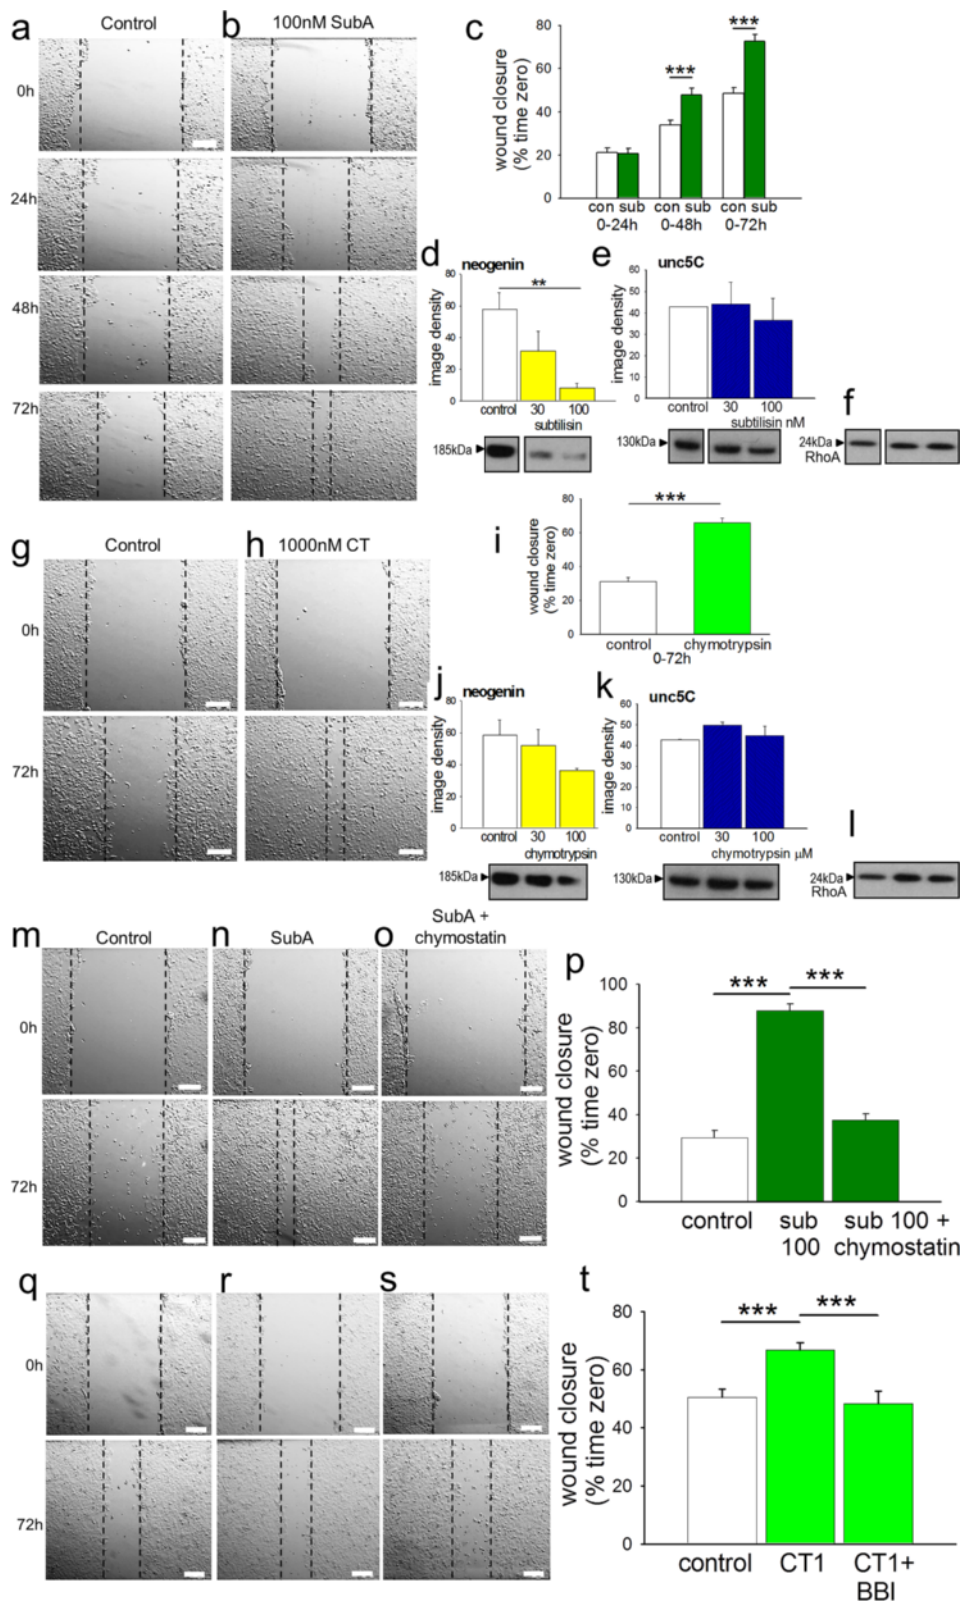 a
Control
b
100nM SubA
0h
24h
48h
72h
c
wound closure
(% time zero)
80
60
40
20
0
***
***
con sub con sub con sub
0-24h 0-48h 0-72h
d
neogenin
image density
80
60
40
20
0
**
control 30 100
subtilisin
185kDa
e
unc5C
image density
60
50
40
30
20
10
0
control 30 100
subtilisin nM
130kDa
f
24kDa
RhoA
g
Control
h
1000nM CT
0h
72h
i
wound closure
(% time zero)
80
60
40
20
0
***
control chymotrypsin
0-72h
j
neogenin
image density
80
60
40
20
0
control 30 100
chymotrypsin
185kDa
k
unc5C
image density
60
50
40
30
20
10
0
control 30 100
chymotrypsin µM
130kDa
l
24kDa
RhoA
m
Control
n
SubA
o
SubA +
chymostatin
0h
72h
p
wound closure
(% time zero)
100
80
60
40
20
0
***
***
control sub sub 100 +
100 chymostatin
q
r
s
0h
72h
t
wound closure
(% time zero)
80
60
40
20
0
***
***
control CT1 CT1+
BBI